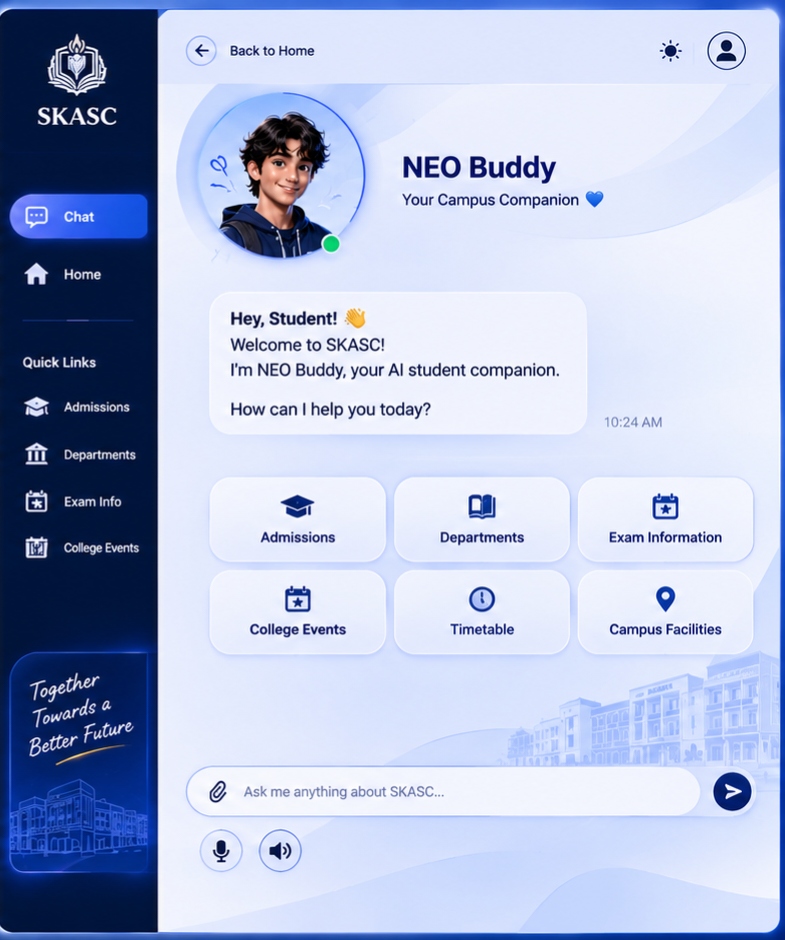 SKASC
Chat
Home
Quick Links
Admissions
Departments
Exam Info
College Events
Together
Towards a
Better Future
Back to Home
NEO Buddy
Your Campus Companion 💙
Hey, Student! 👋
Welcome to SKASC!
I'm NEO Buddy, your AI student companion.
How can I help you today?
10:24 AM
Admissions
Departments
Exam Information
College Events
Timetable
Campus Facilities
Ask me anything about SKASC...